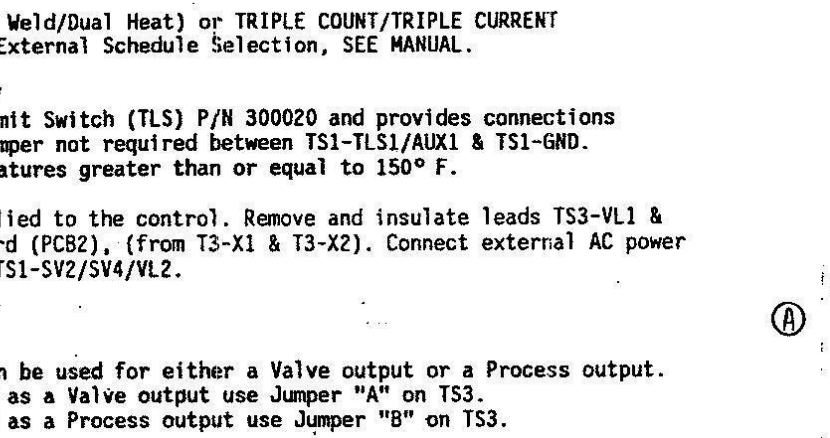 Weld/Dual Heat) or TRIPLE COUNT/TRIPLE CURRENT
External Schedule Selection, SEE MANUAL.
mit Switch (TLS) P/N 300020 and provides connections
mper not required between TS1-TLS1/AUX1 & TS1-GND.
atures greater than or equal to 150° F.
lied to the control. Remove and insulate leads TS3-VL1 &
rd (PCB2), (from T3-X1 & T3-X2). Connect external AC power
TS1-SV2/SV4/VL2.
A
n be used for either a Valve output or a Process output.
as a Valve output use Jumper "A" on TS3.
as a Process output use Jumper "B" on TS3.